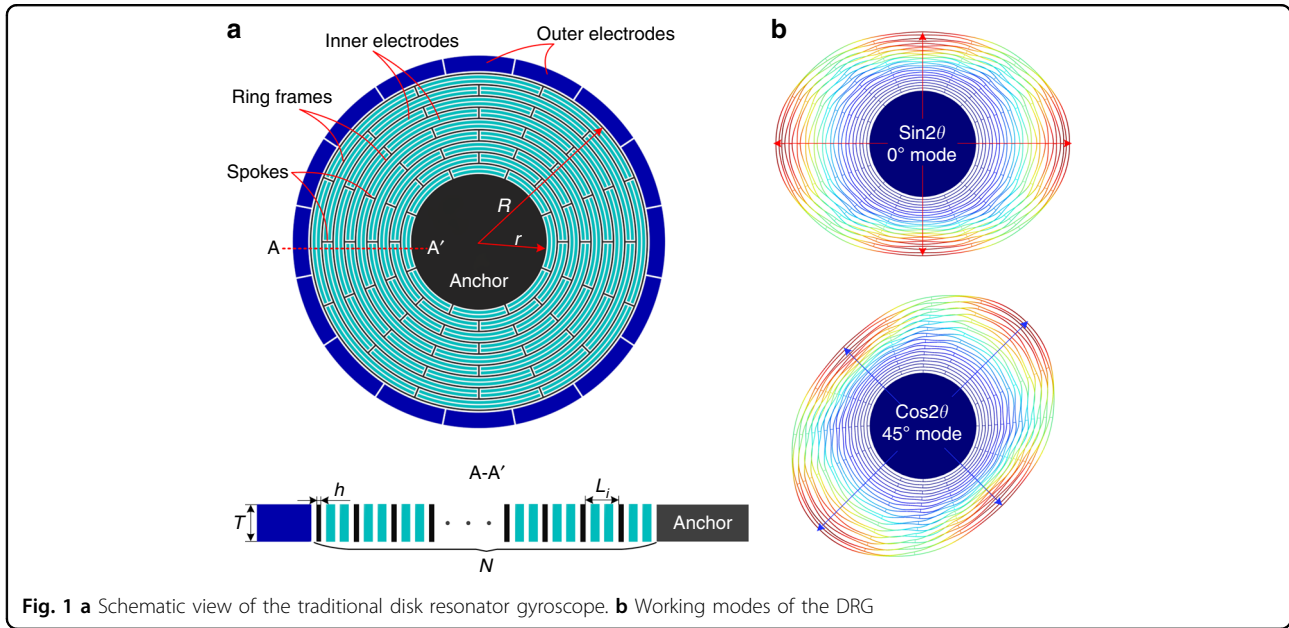 a
Inner electrodes
Outer electrodes
Ring frames
Spokes
R
r
A
A′
Anchor
A-A′
h
L_i
T
Anchor
N
b
Sin2θ
0° mode
Cos2θ
45° mode
Fig. 1 a Schematic view of the traditional disk resonator gyroscope. b Working modes of the DRG